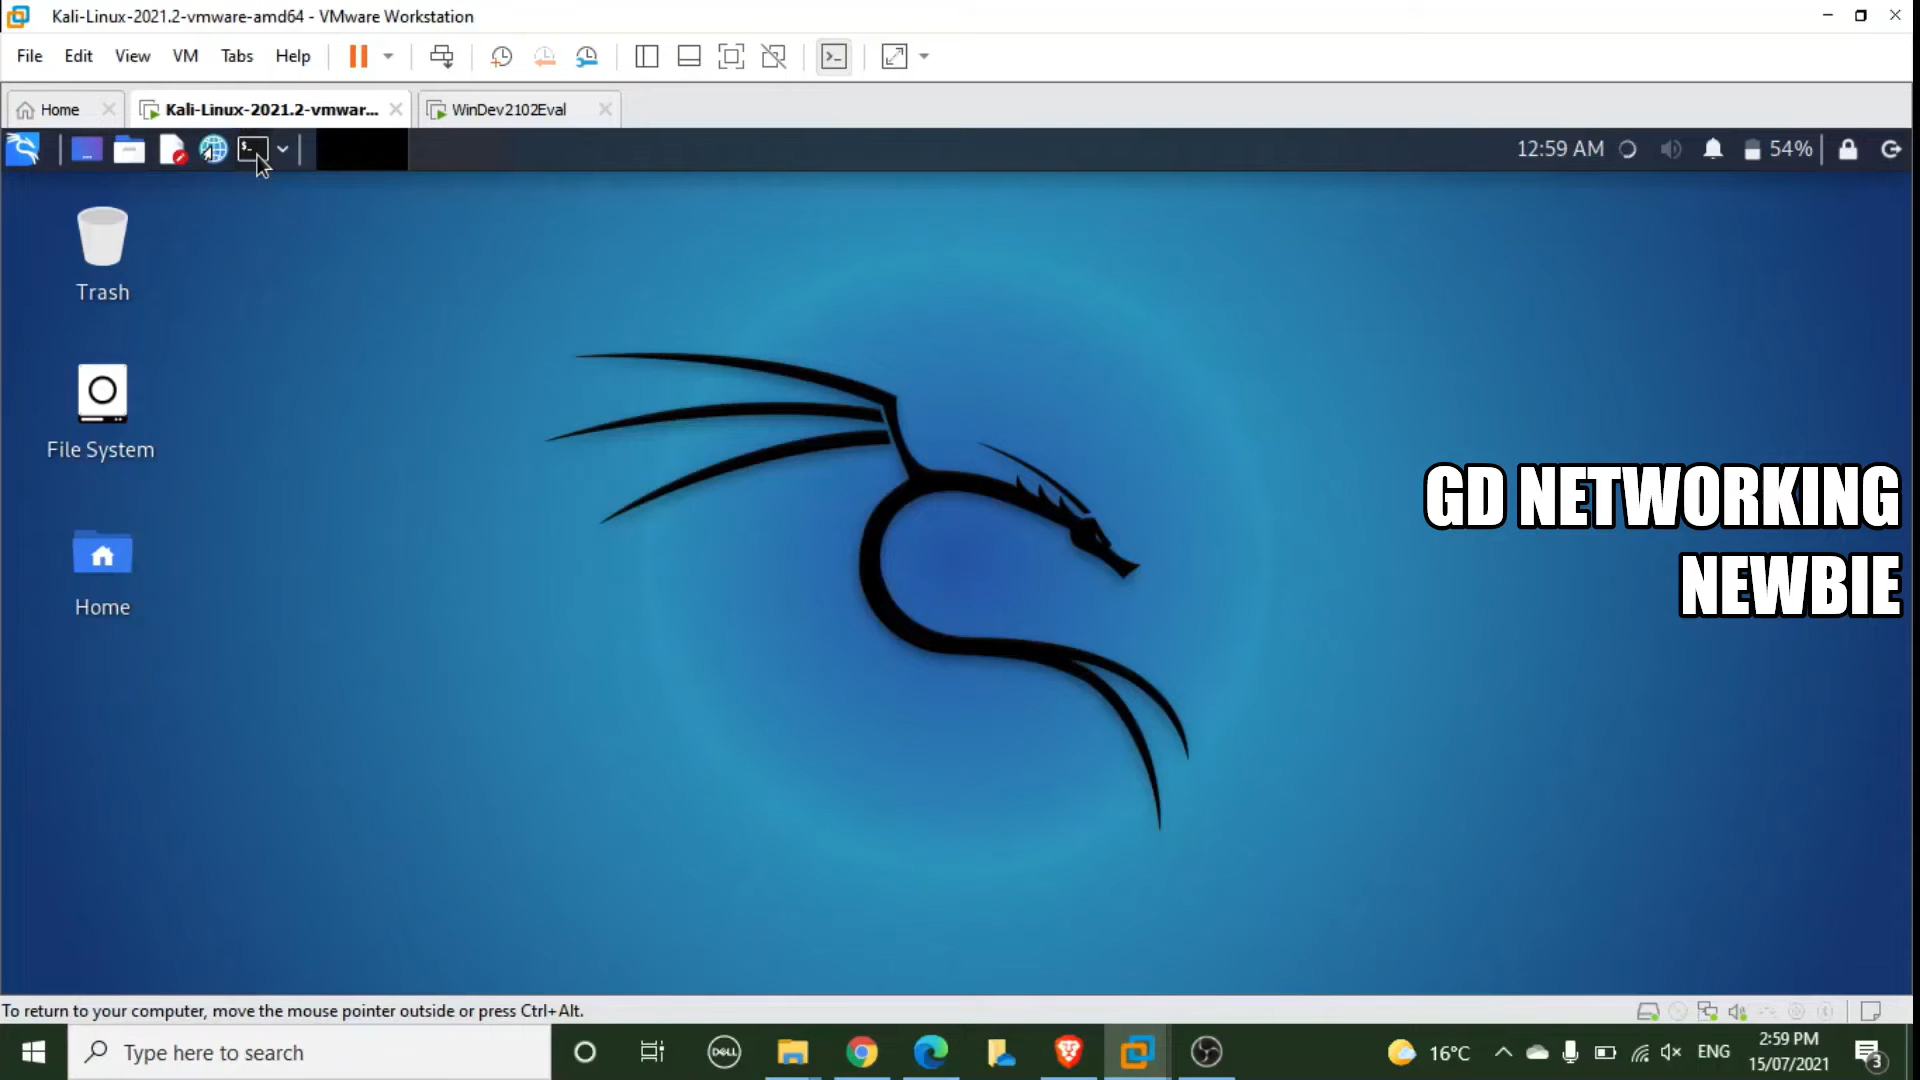 Kali-Linux-2021.2-vmware-amd64 - VMware Workstation
File Edit View VM Tabs Help
Home Kali-Linux-2021.2-vmwar... WinDev2102Eval
$-
12:59 AM 54%
Trash
File System
GD NETWORKING
NEWBIE
Home
To return to your computer, move the mouse pointer outside or press Ctrl+Alt.
Type here to search
DELL
16°C ENG
2:59 PM
15/07/2021
3